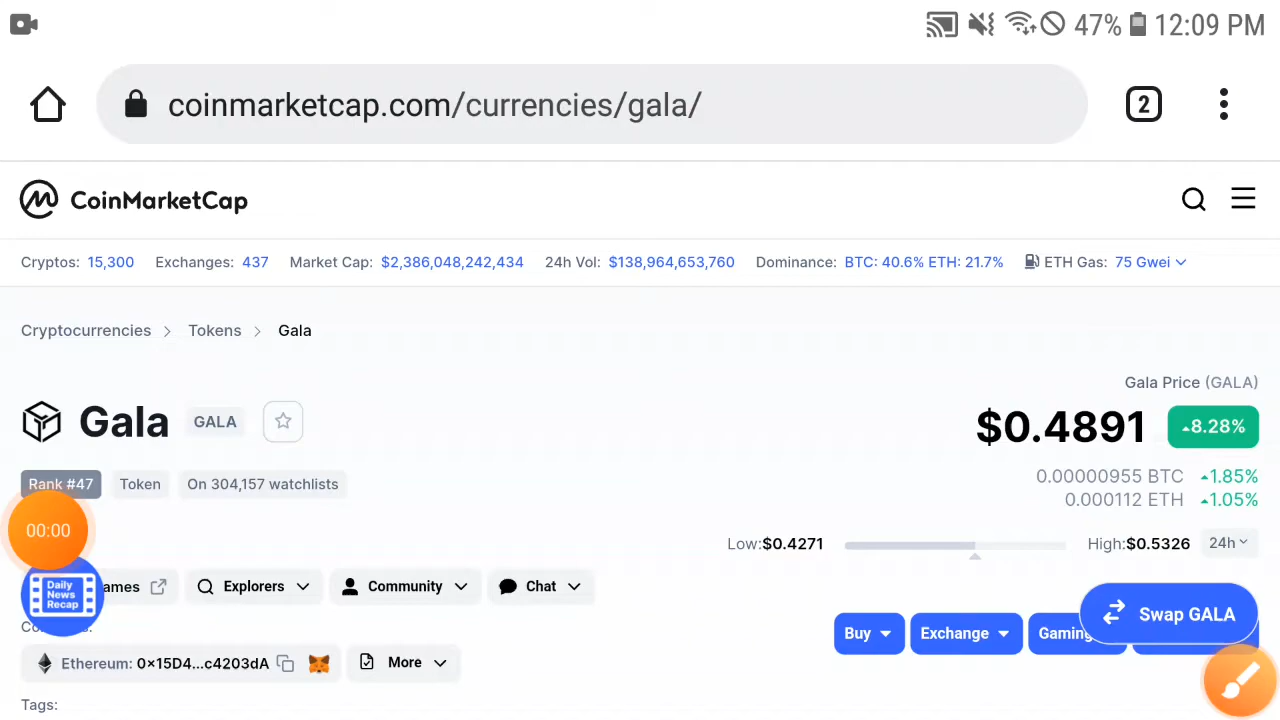 47% 12:09 PM
coinmarketcap.com/currencies/gala/
2
CoinMarketCap
Cryptos: 15,300 Exchanges: 437 Market Cap: $2,386,048,242,434 24h Vol: $138,964,653,760 Dominance: BTC: 40.6% ETH: 21.7% ETH Gas: 75 Gwei
Cryptocurrencies > Tokens > Gala
Gala Price (GALA)
Gala GALA
$0.4891 8.28%
Rank #47 Token On 304,157 watchlists
0.00000955 BTC 1.85%
0.000112 ETH 1.05%
00:00
Low:$0.4271 High:$0.5326 24h
Daily
News
Recap
ames Explorers Community Chat
Swap GALA
Buy Exchange Gaming
Ethereum: 0x15D4...c4203dA More
Tags: